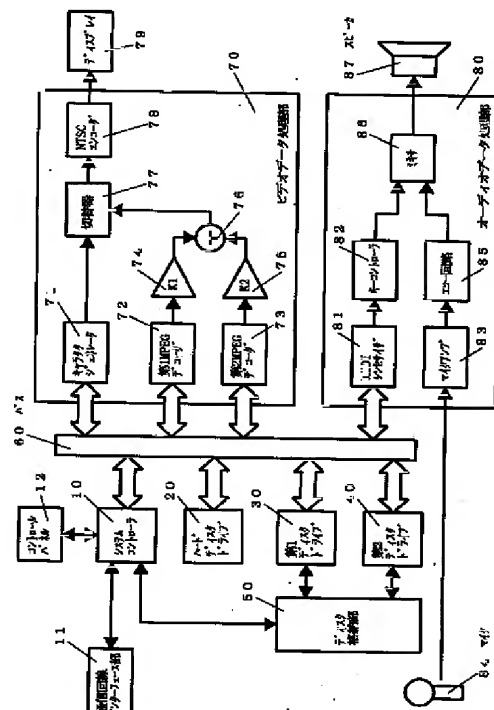 11
通信回線
インターフェース部
コントロール
パネル
12
システム
コントローラ
10
ハード
ディスク
ドライブ
20
第1
ディスク
ドライブ
30
第2
ディスク
ドライブ
40
ディスク
格納部
50
バス
60
キャラクタ
ジェネレータ
71
第1MPEG
デコーダ
72
第2MPEG
デコーダ
73
K1
74
K2
75
76
切替器
77
NTSC
エンコーダ
78
ディスプレイ
79
ビデオデータ処理部
70
MIDI
シンセサイザ
81
キーコントローラ
82
マイクアンプ
83
エコー回路
85
ミキサ
86
オーディオデータ処理部
80
スピーカ
87
マイク
84